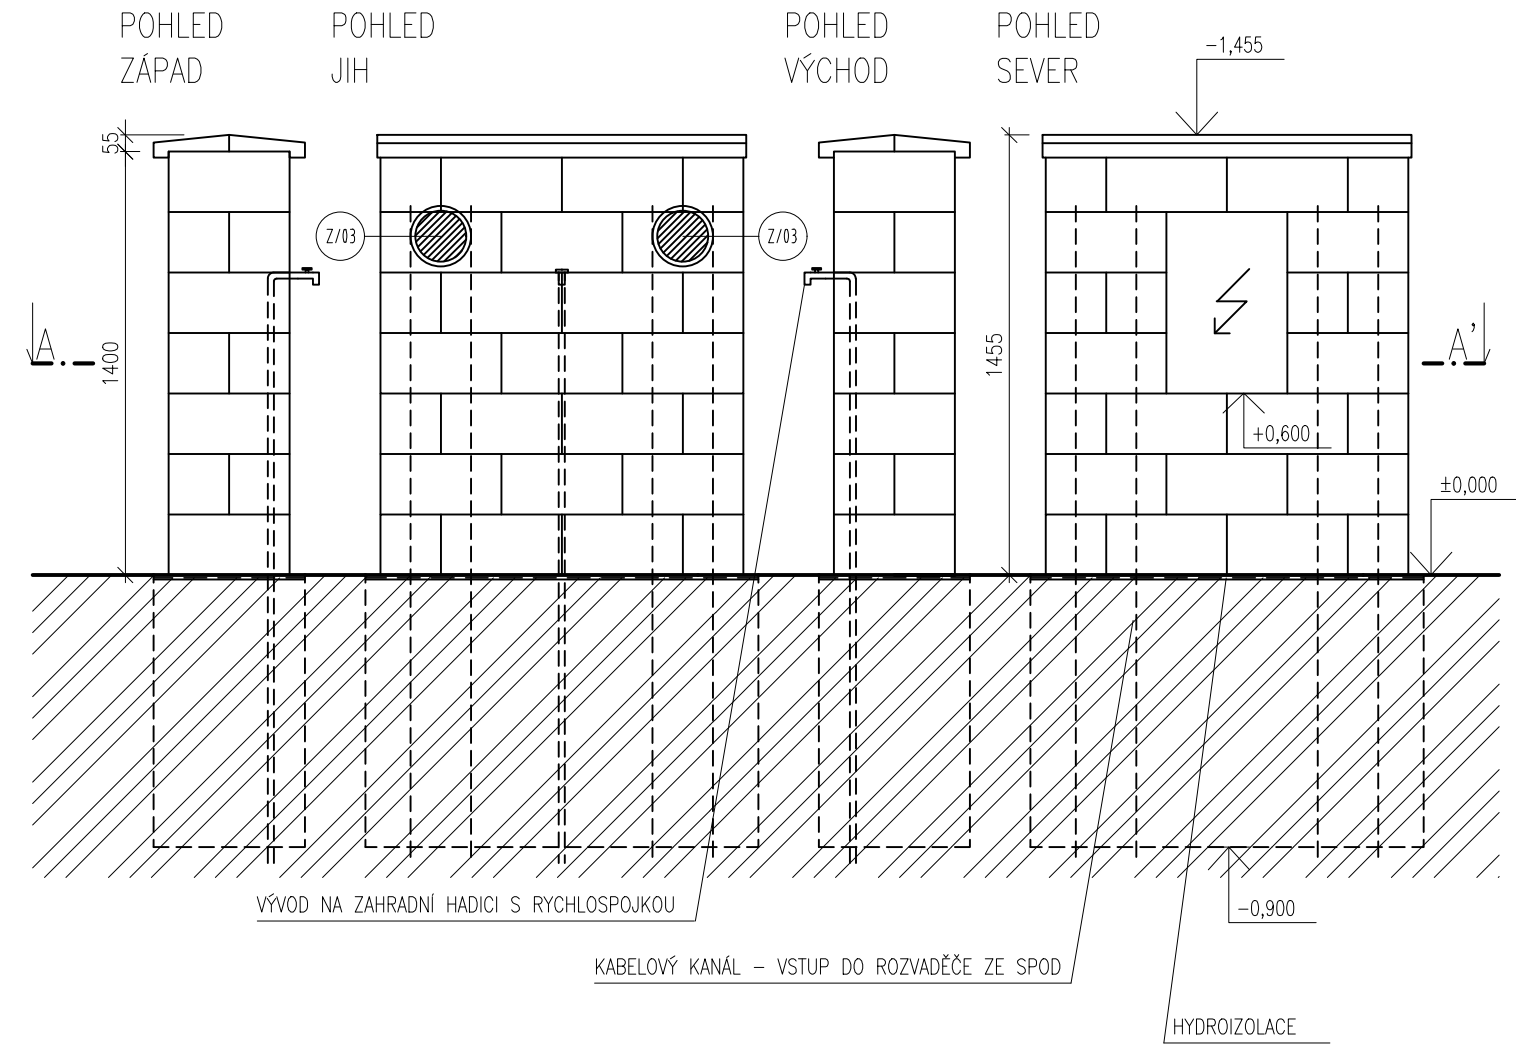 POHLED
ZÁPAD
POHLED
JIH
POHLED
VÝCHOD
POHLED
SEVER
-1,455
55
1400
Z/03
Z/03
1455
A
A'
+0,600
±0,000
VÝVOD NA ZAHRADNÍ HADICI S RYCHLOSPOJKOU
-0,900
KABELOVÝ KANÁL - VSTUP DO ROZVADĚČE ZE SPOD
HYDROIZOLACE